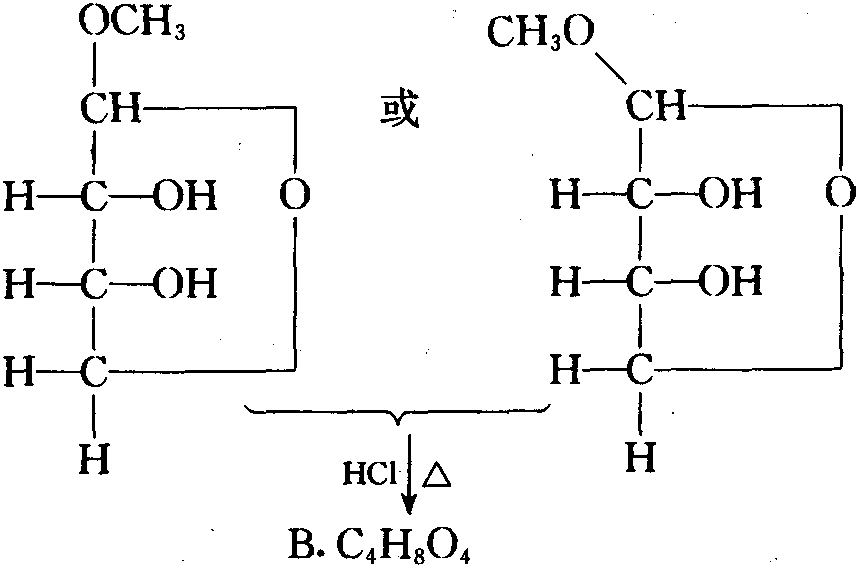 OCH₃ CH₃O
CH 或 CH
H—C—OH O H—C—OH O
H—C—OH H—C—OH
H—C H—C
H H
HCl △
B. C₄H₈O₄